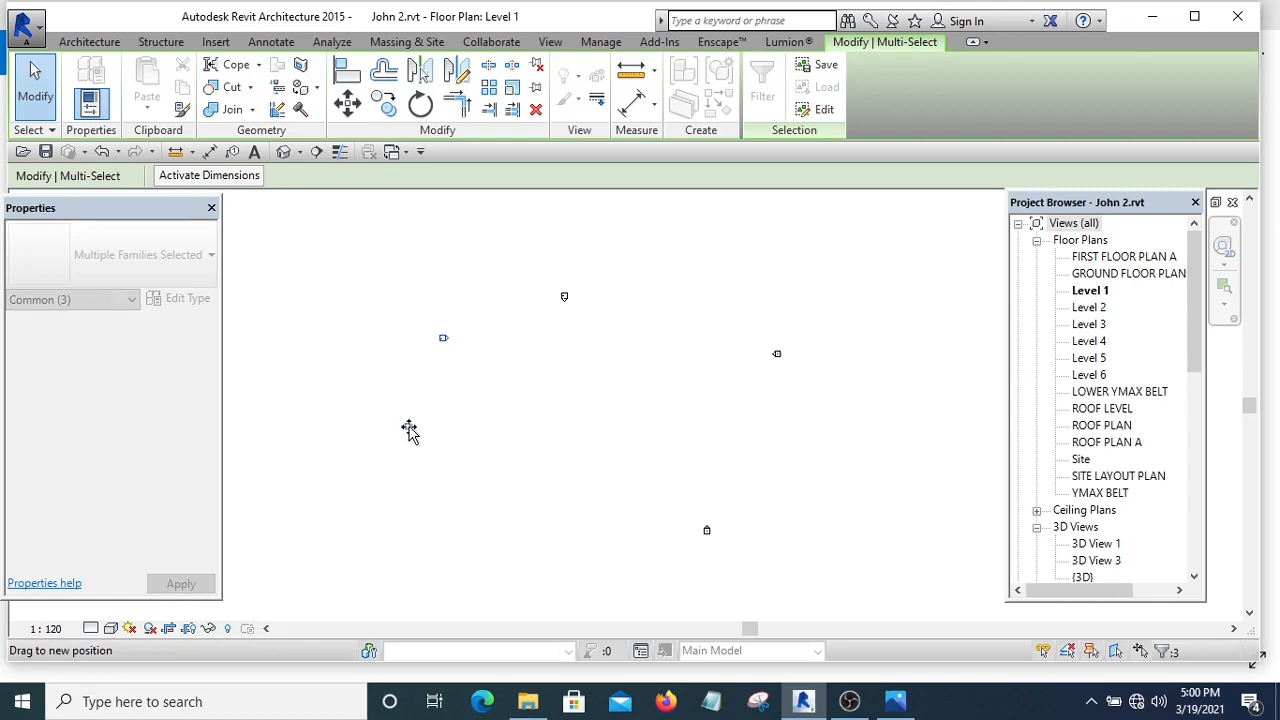 Autodesk Revit Architecture 2015 - John 2.rvt - Floor Plan: Level 1
Type a keyword or phrase
Sign In
Architecture Structure Insert Annotate Analyze Massing & Site Collaborate View Manage Add-Ins Enscape™ Lumion® Modify | Multi-Select
Modify
Paste
Cope
Cut
Join
Filter
Save
Load
Edit
Select Properties Clipboard Geometry Modify View Measure Create Selection
Modify | Multi-Select Activate Dimensions
Properties
Multiple Families Selected
Common (3) Edit Type
Properties help Apply
Project Browser - John 2.rvt
Views (all)
Floor Plans
FIRST FLOOR PLAN A
GROUND FLOOR PLAN
Level 1
Level 2
Level 3
Level 4
Level 5
Level 6
LOWER YMAX BELT
ROOF LEVEL
ROOF PLAN
ROOF PLAN A
Site
SITE LAYOUT PLAN
YMAX BELT
Ceiling Plans
3D Views
3D View 1
3D View 3
{3D}
2D
1 : 120
Drag to new position :0 Main Model :3
Type here to search
5:00 PM
3/19/2021
4